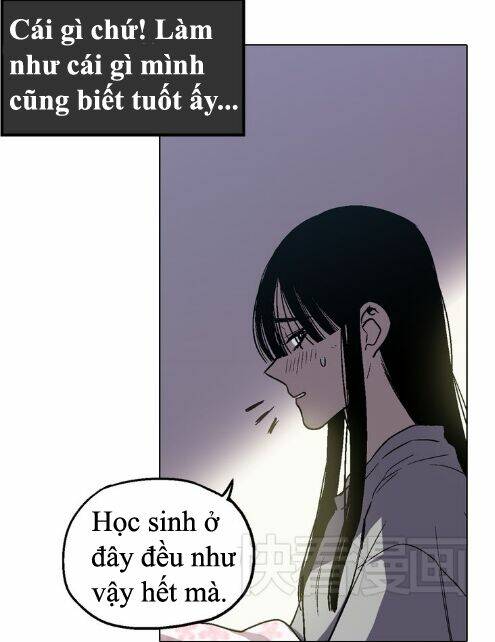 Cái gì chứ! Làm
như cái gì mình
cũng biết tuốt ấy...
Học sinh ở
đây đều như
vậy hết mà.
快看漫画